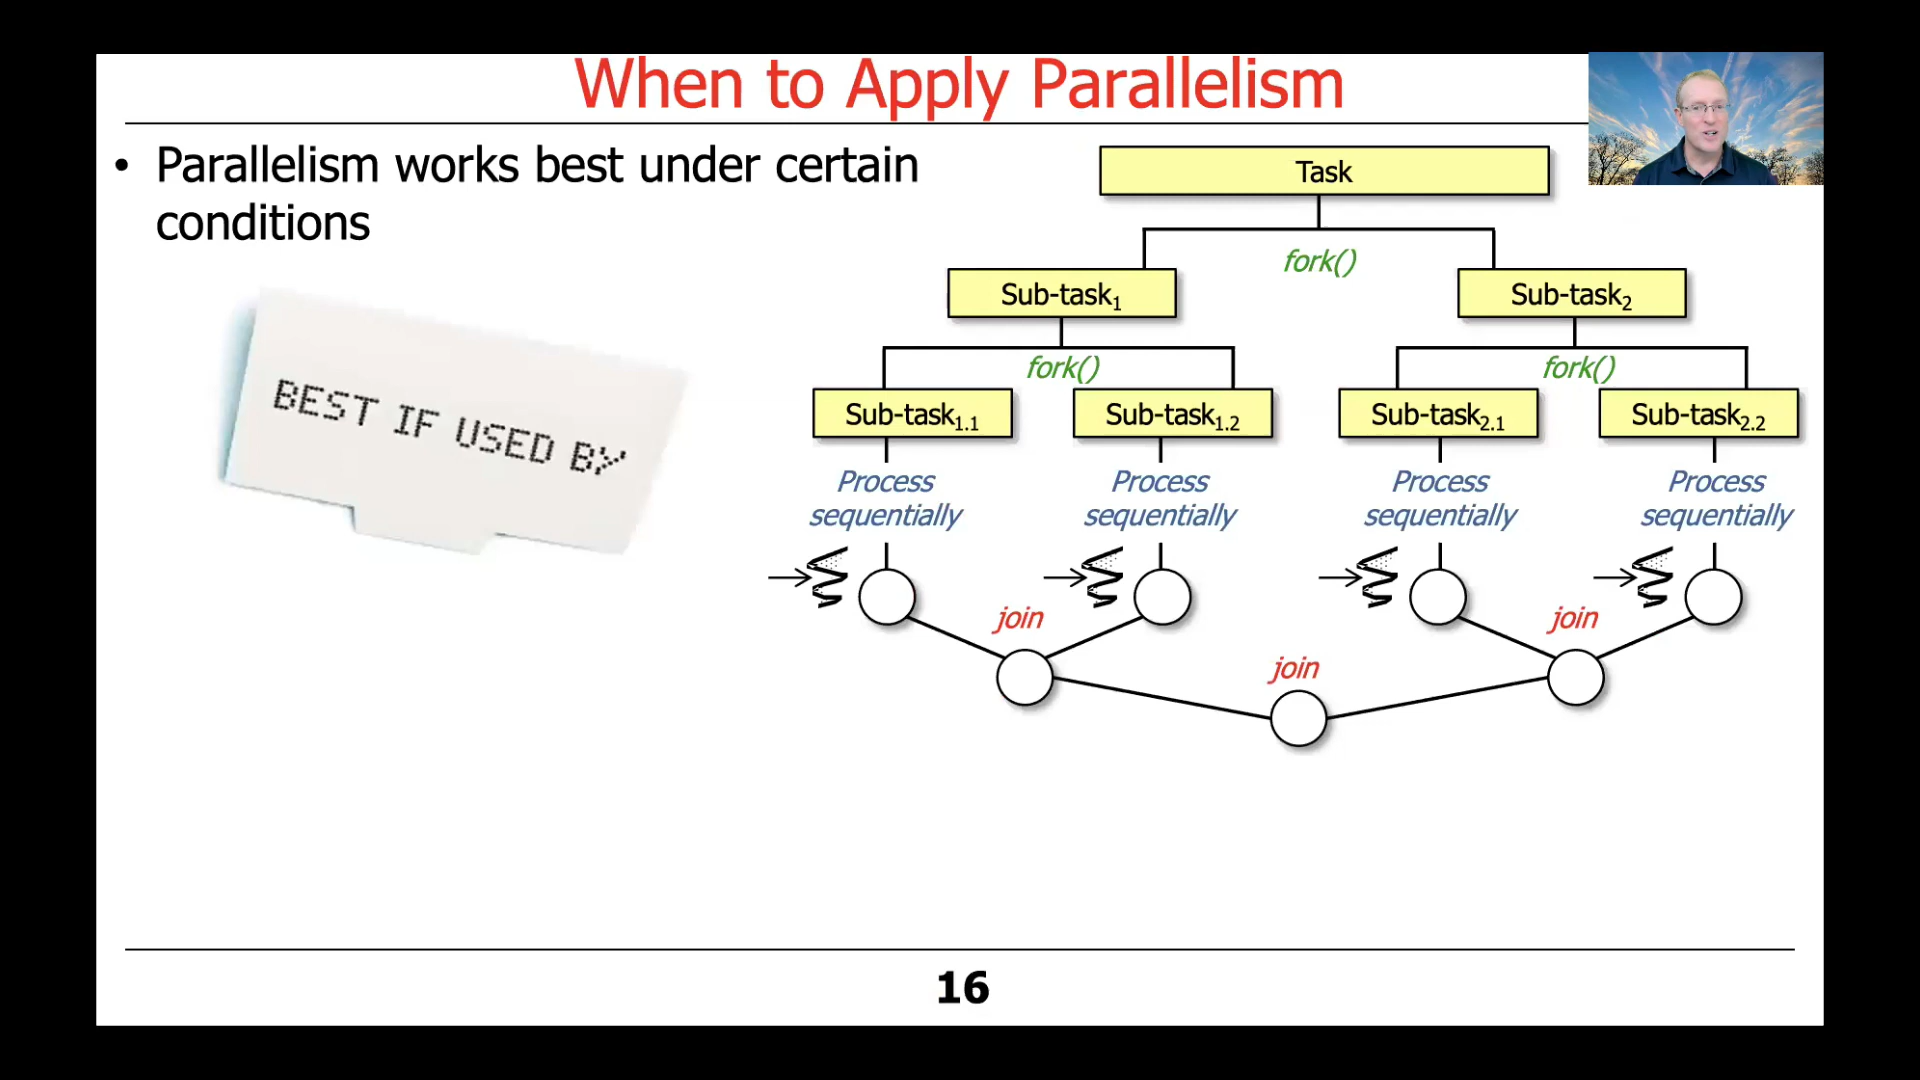 When to Apply Parallelism
• Parallelism works best under certain
conditions
BEST IF USED BY
Task
fork()
Sub-task1
Sub-task2
fork()
fork()
Sub-task1.1
Sub-task1.2
Sub-task2.1
Sub-task2.2
Process
sequentially
Process
sequentially
Process
sequentially
Process
sequentially
join
join
join
16